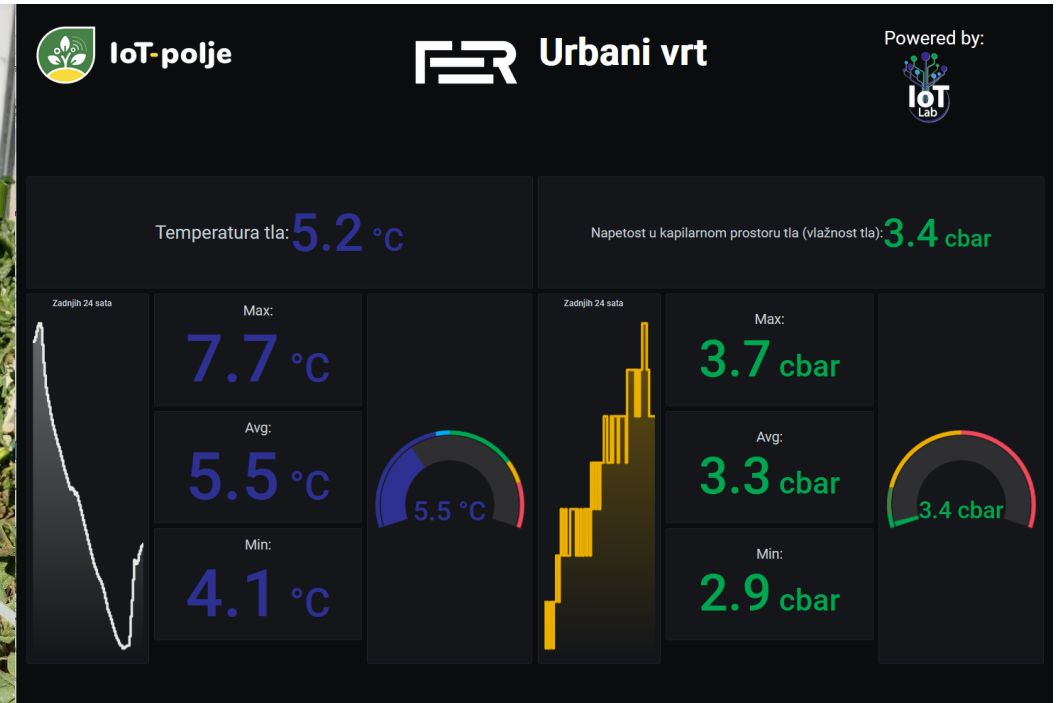 IoT-polje
FER
Urbani vrt
Powered by:
IoT
Lab
Temperatura tla: 5.2 °C
Napetost u kapilarnom prostoru tla (vlažnost tla): 3.4 cbar
Zadnjih 24 sata
Max:
7.7 °C
Avg:
5.5 °C
Min:
4.1 °C
5.5 °C
Zadnjih 24 sata
Max:
3.7 cbar
Avg:
3.3 cbar
Min:
2.9 cbar
3.4 cbar